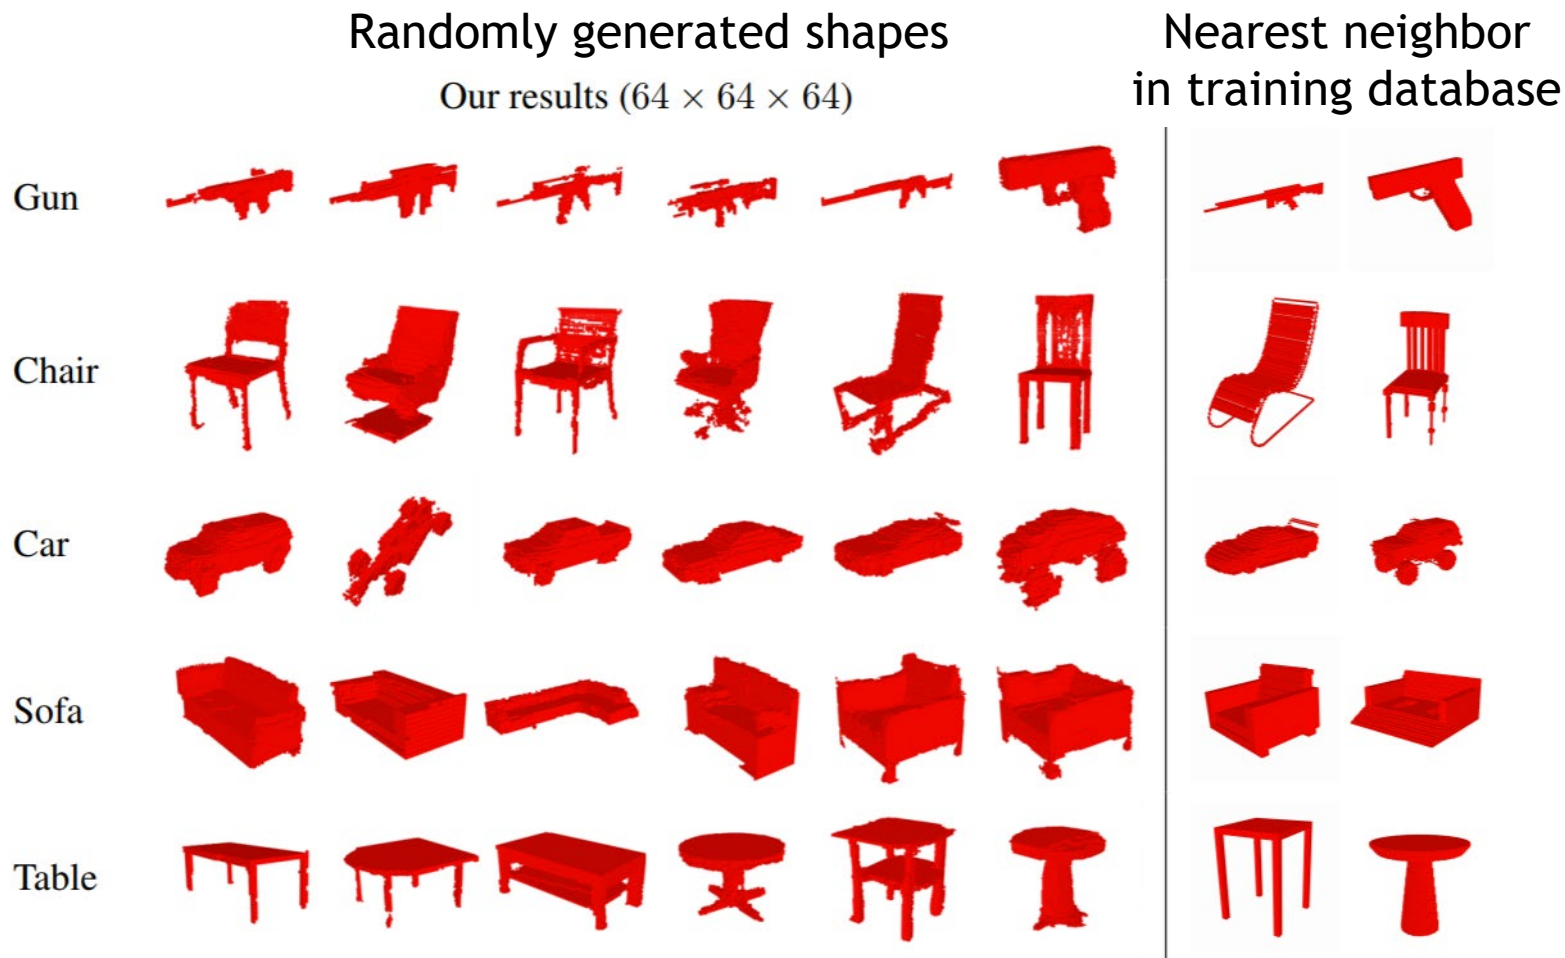 Randomly generated shapes
Nearest neighbor
in training database
Our results (64 × 64 × 64)
Gun
Chair
Car
Sofa
Table